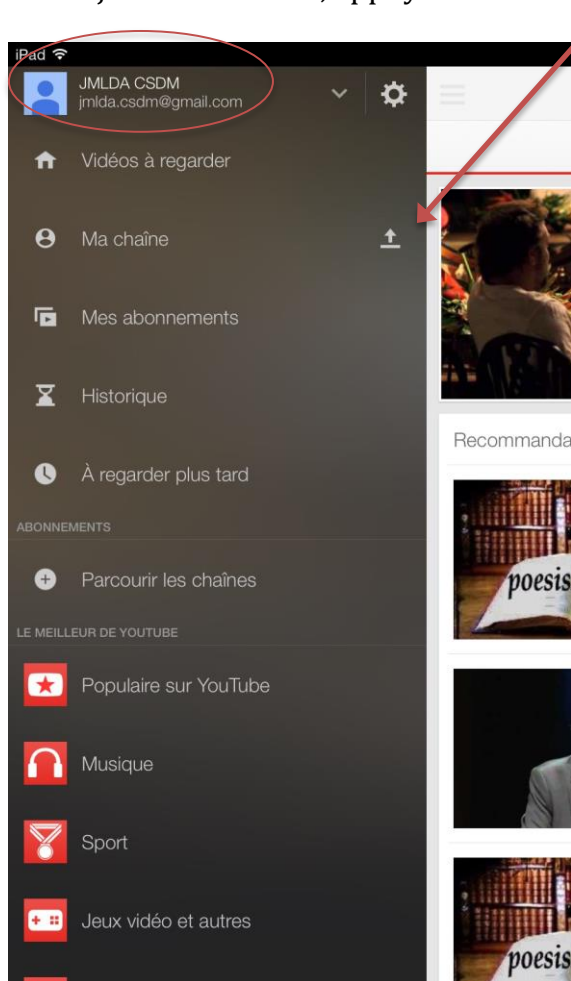 iPad
JMLDA CSDM
jmlda.csdm@gmail.com
Vidéos à regarder
Ma chaîne
Mes abonnements
Historique
À regarder plus tard
ABONNEMENTS
Parcourir les chaînes
LE MEILLEUR DE YOUTUBE
Populaire sur YouTube
Musique
Sport
Jeux vidéo et autres
Recommanda
poesis
poesis